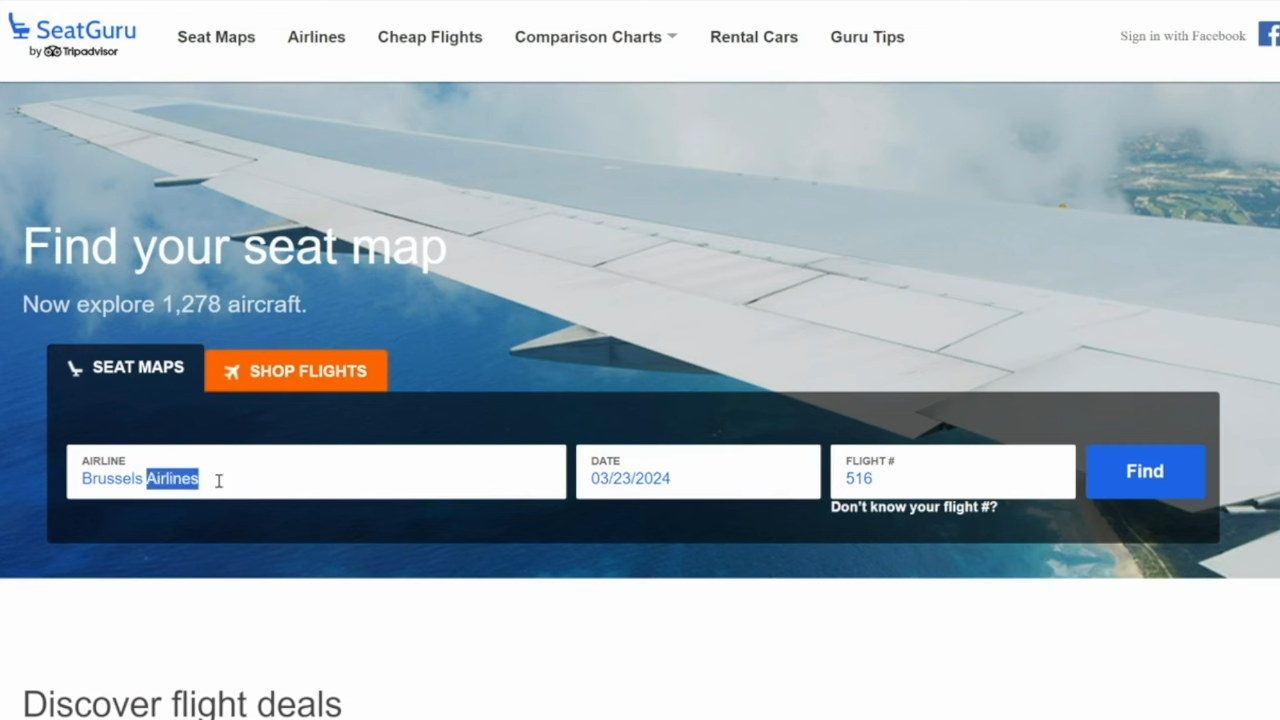 SeatGuru
by Tripadvisor
Seat Maps Airlines Cheap Flights Comparison Charts Rental Cars Guru Tips
Sign in with Facebook
Find your seat map
Now explore 1,278 aircraft.
SEAT MAPS
SHOP FLIGHTS
AIRLINE
Brussels Airlines
DATE
03/23/2024
FLIGHT #
516
Find
Don't know your flight #?
Discover flight deals